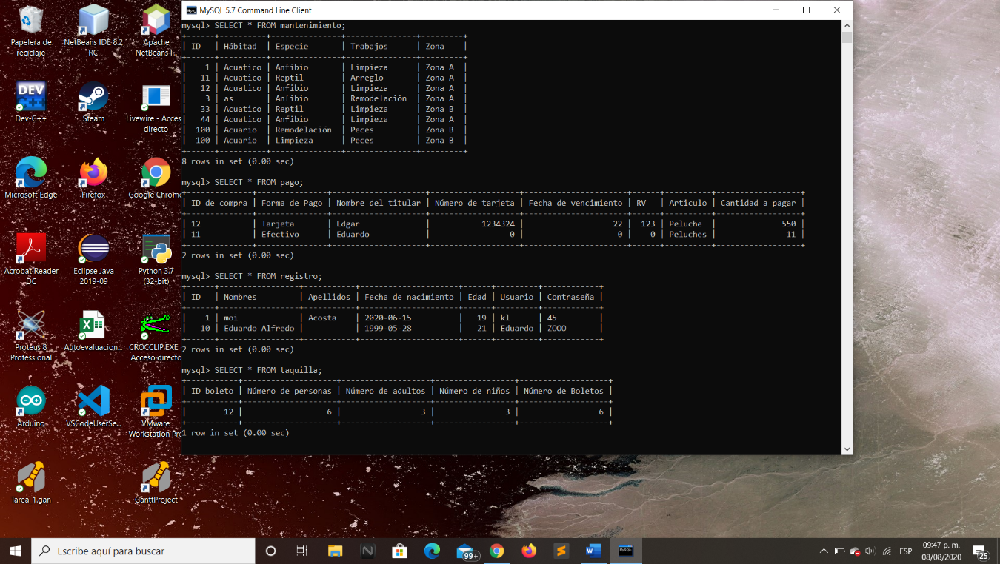 Papelera de
reciclaje
NetBeans IDE 8.2
RC
Apache
NetBeans I...
DEV
C++
Dev-C++
Steam
Livewire - Acces
directo
Microsoft Edge
Firefox
Google Chrome
Acrobat Reader
DC
Eclipse Java
2019-09
Python 3.7
(32-bit)
Proteus 8
Professional
Autoevaluacion...
CROCCLIP.EXE
Acceso directo
Arduino
VSCodeUserSe...
VMware
Workstation Pro
Tarea_1.gan
GanttProject
MySQL 5.7 Command Line Client
mysql> SELECT * FROM mantenimiento;
+------+----------+--------------+--------------+---------+
| ID   | Hábitad  | Especie      | Trabajos     | Zona    |
+------+----------+--------------+--------------+---------+
|    1 | Acuatico | Anfibio      | Limpieza     | Zona A  |
|   11 | Acuatico | Reptil       | Arreglo      | Zona A  |
|   12 | Acuatico | Anfibio      | Limpieza     | Zona A  |
|    3 | as       | Anfibio      | Remodelación | Zona A  |
|   33 | Acuatico | Reptil       | Limpieza     | Zona B  |
|   44 | Acuatico | Anfibio      | Limpieza     | Zona A  |
|  100 | Acuario  | Remodelación | Peces        | Zona B  |
|  100 | Acuario  | Limpieza     | Peces        | Zona B  |
+------+----------+--------------+--------------+---------+
8 rows in set (0.00 sec)
mysql> SELECT * FROM pago;
+--------------+---------------+--------------------+-------------------+----------------------+------+----------+------------------+
| ID_de_compra | Forma_de_Pago | Nombre_del_titular | Número_de_tarjeta | Fecha_de_vencimiento | RV   | Articulo | Cantidad_a_pagar |
+--------------+---------------+--------------------+-------------------+----------------------+------+----------+------------------+
| 12           | Tarjeta       | Edgar              |           1234324 |                   22 |  123 | Peluche  |              550 |
| 11           | Efectivo      | Eduardo            |                 0 |                    0 |    0 | Peluches |               11 |
+--------------+---------------+--------------------+-------------------+----------------------+------+----------+------------------+
2 rows in set (0.00 sec)
mysql> SELECT * FROM registro;
+------+-----------------+-----------+---------------------+------+---------+------------+
| ID   | Nombres         | Apellidos | Fecha_de_nacimiento | Edad | Usuario | Contraseña |
+------+-----------------+-----------+---------------------+------+---------+------------+
|    1 | moi             | Acosta    | 2020-06-15          |   19 | kl      | 45         |
|   10 | Eduardo Alfredo |           | 1999-05-28          |   21 | Eduardo | ZOOO       |
+------+-----------------+-----------+---------------------+------+---------+------------+
2 rows in set (0.00 sec)
mysql> SELECT * FROM taquilla;
+-----------+--------------------+-------------------+-----------------+-------------------+
| ID_boleto | Número_de_personas | Número_de_adultos | Número_de_niños | Número_de_Boletos |
+-----------+--------------------+-------------------+-----------------+-------------------+
|        12 |                  6 |                 3 |               3 |                 6 |
+-----------+--------------------+-------------------+-----------------+-------------------+
1 row in set (0.00 sec)
Escribe aquí para buscar
99+
ESP
09:47 p. m.
08/08/2020
25